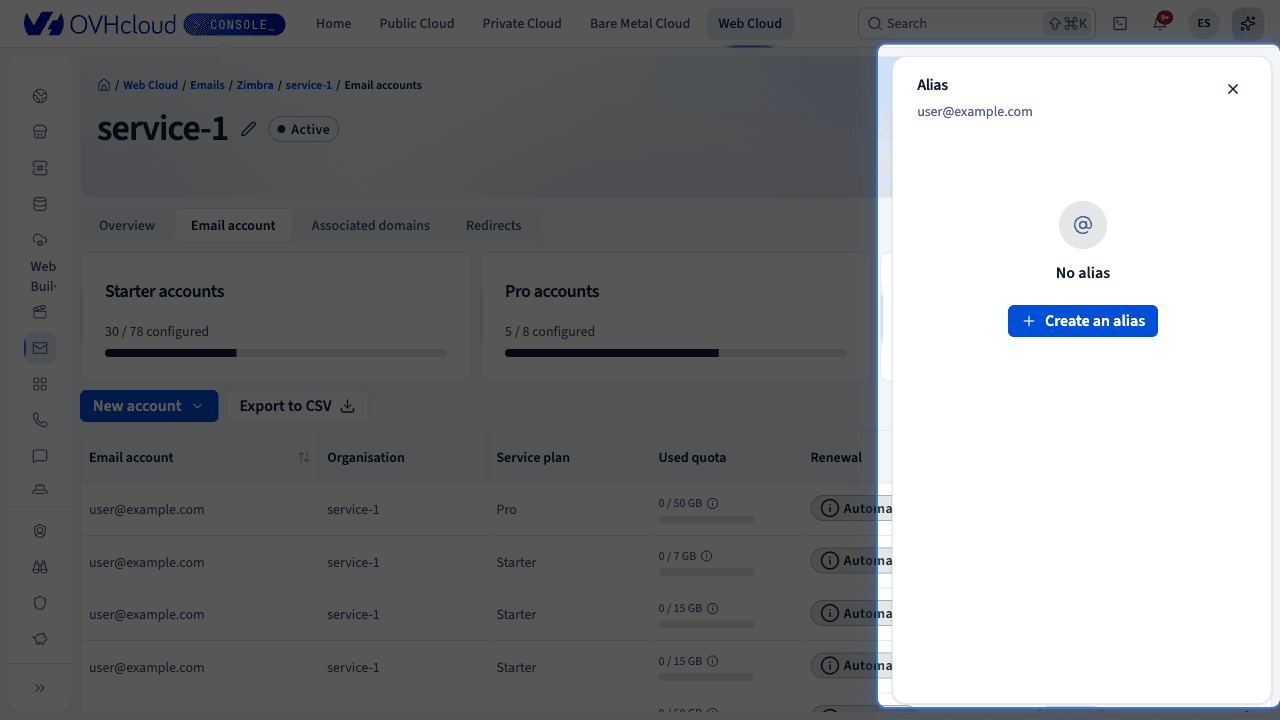 OVHcloud CONSOLE_
Home Public Cloud Private Cloud Bare Metal Cloud Web Cloud
Search ⇧⌘K
9+
ES
/ Web Cloud / Emails / Zimbra / service-1 / Email accounts
service-1 Active
Overview Email account Associated domains Redirects
Web
Starter accounts
30 / 78 configured
Pro accounts
5 / 8 configured
New account Export to CSV
Email account Organisation Service plan Used quota Renewal
user@example.com service-1 Pro 0 / 50 GB
user@example.com service-1 Starter 0 / 7 GB
user@example.com service-1 Starter 0 / 15 GB
user@example.com service-1 Starter 0 / 15 GB
Alias
user@example.com
No alias
Create an alias